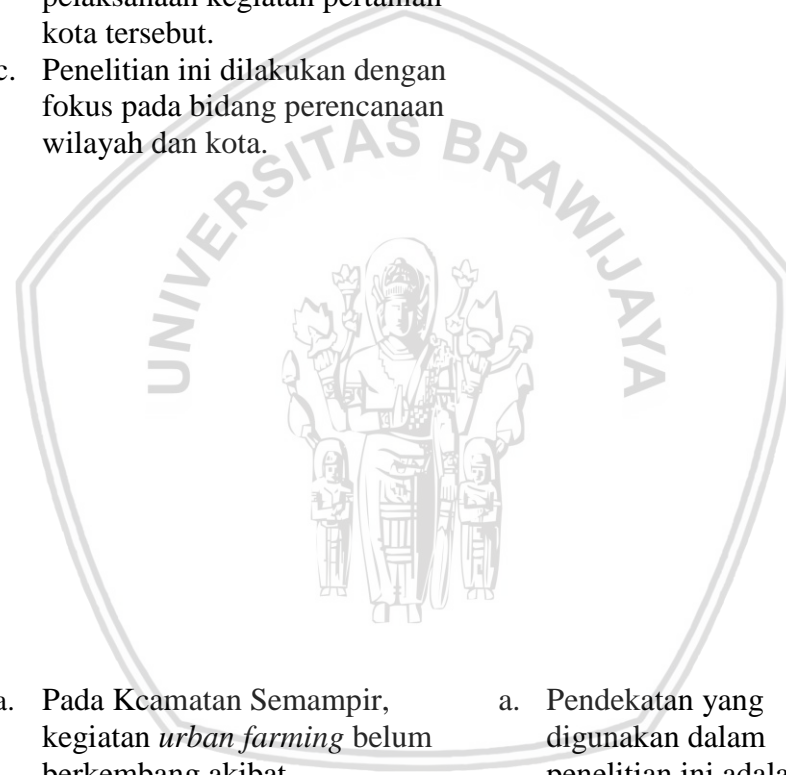 pelaksanaan kegiatan pertanian
kota tersebut.
c. Penelitian ini dilakukan dengan
fokus pada bidang perencanaan
wilayah dan kota.
UNIVERSITAS BRAWIJAYA
a. Pada Kcamatan Semampir,
kegiatan urban farming belum
berkembang akibat
a. Pendekatan yang
digunakan dalam
penelitian ini adala